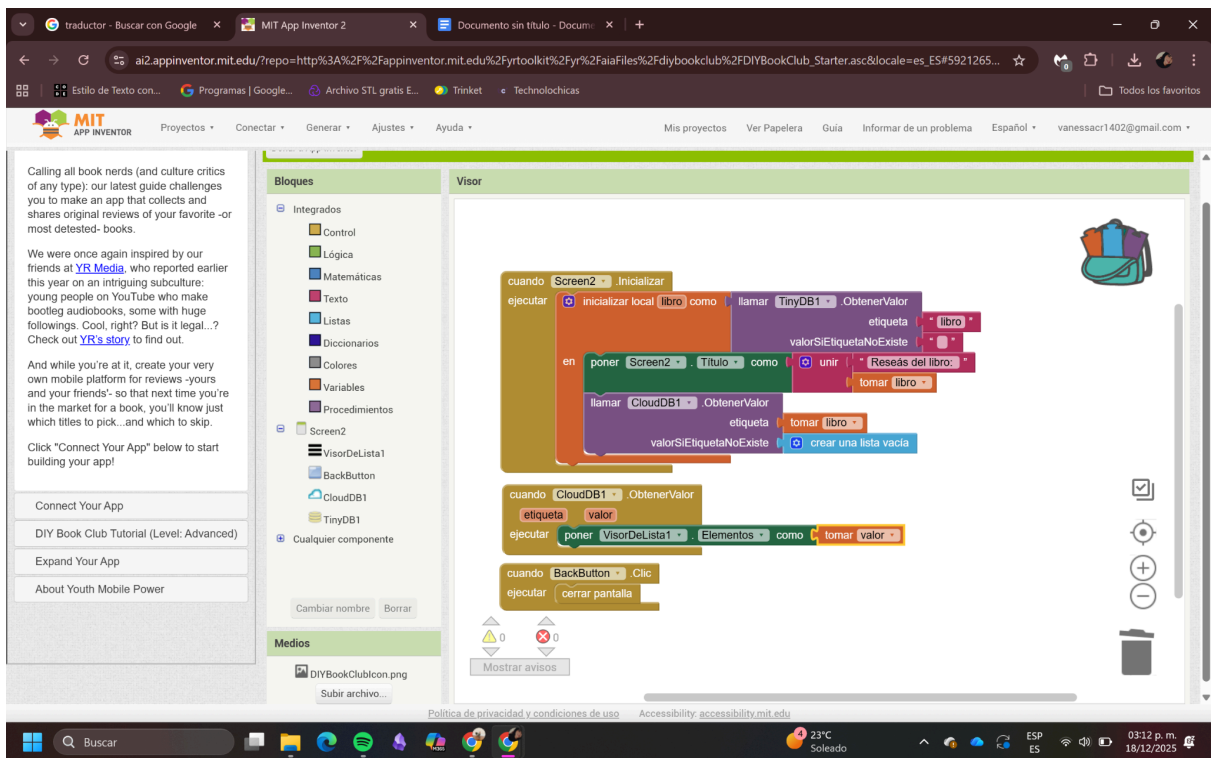 traductor - Buscar con Google
MIT App Inventor 2
Documento sin título - Docume
ai2.appinventor.mit.edu/?repo=http%3A%2F%2Fappinventor.mit.edu%2Fyrtoolkit%2Fyr%2FaiaFiles%2Fdiybookclub%2FDIYBookClub_Starter.asc&locale=es_ES#5921265...
Estilo de Texto con...
Programas | Google...
Archivo STL gratis E...
Trinket
Technolochicas
Todos los favoritos
MIT
APP INVENTOR
Proyectos
Conectar
Generar
Ajustes
Ayuda
Mis proyectos
Ver Papelera
Guía
Informar de un problema
Español
vanessacr1402@gmail.com
Calling all book nerds (and culture critics
of any type): our latest guide challenges
you to make an app that collects and
shares original reviews of your favorite -or
most detested- books.
We were once again inspired by our
friends at YR Media, who reported earlier
this year on an intriguing subculture:
young people on YouTube who make
bootleg audiobooks, some with huge
followings. Cool, right? But is it legal...?
Check out YR's story to find out.
And while you're at it, create your very
own mobile platform for reviews -yours
and your friends'- so that next time you're
in the market for a book, you'll know just
which titles to pick...and which to skip.
Click "Connect Your App" below to start
building your app!
Connect Your App
DIY Book Club Tutorial (Level: Advanced)
Expand Your App
About Youth Mobile Power
Bloques
Integrados
Control
Lógica
Matemáticas
Texto
Listas
Diccionarios
Colores
Variables
Procedimientos
Screen2
VisorDeLista1
BackButton
CloudDB1
TinyDB1
Cualquier componente
Cambiar nombre
Borrar
Medios
DIYBookClubIcon.png
Subir archivo...
Visor
cuando Screen2 .Inicializar
ejecutar inicializar local libro como llamar TinyDB1 .ObtenerValor
etiqueta " libro "
valorSiEtiquetaNoExiste " "
en poner Screen2 . Título como unir " Reseás del libro: "
tomar libro
llamar CloudDB1 .ObtenerValor
etiqueta tomar libro
valorSiEtiquetaNoExiste crear una lista vacía
cuando CloudDB1 .ObtenerValor
etiqueta valor
ejecutar poner VisorDeLista1 . Elementos como tomar valor
cuando BackButton .Clic
ejecutar cerrar pantalla
0
0
Mostrar avisos
Política de privacidad y condiciones de uso
Accessibility: accessibility.mit.edu
Buscar
M365
4
23°C
Soleado
ESP
ES
03:12 p. m.
18/12/2025